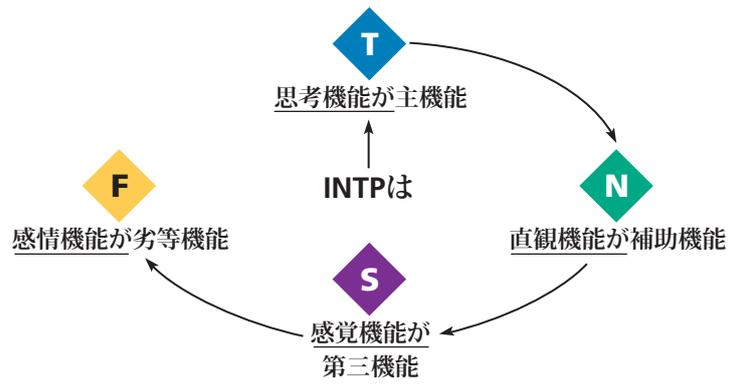 T
思考機能が主機能
INTPは
N
直観機能が補助機能
S
感覚機能が
第三機能
F
感情機能が劣等機能